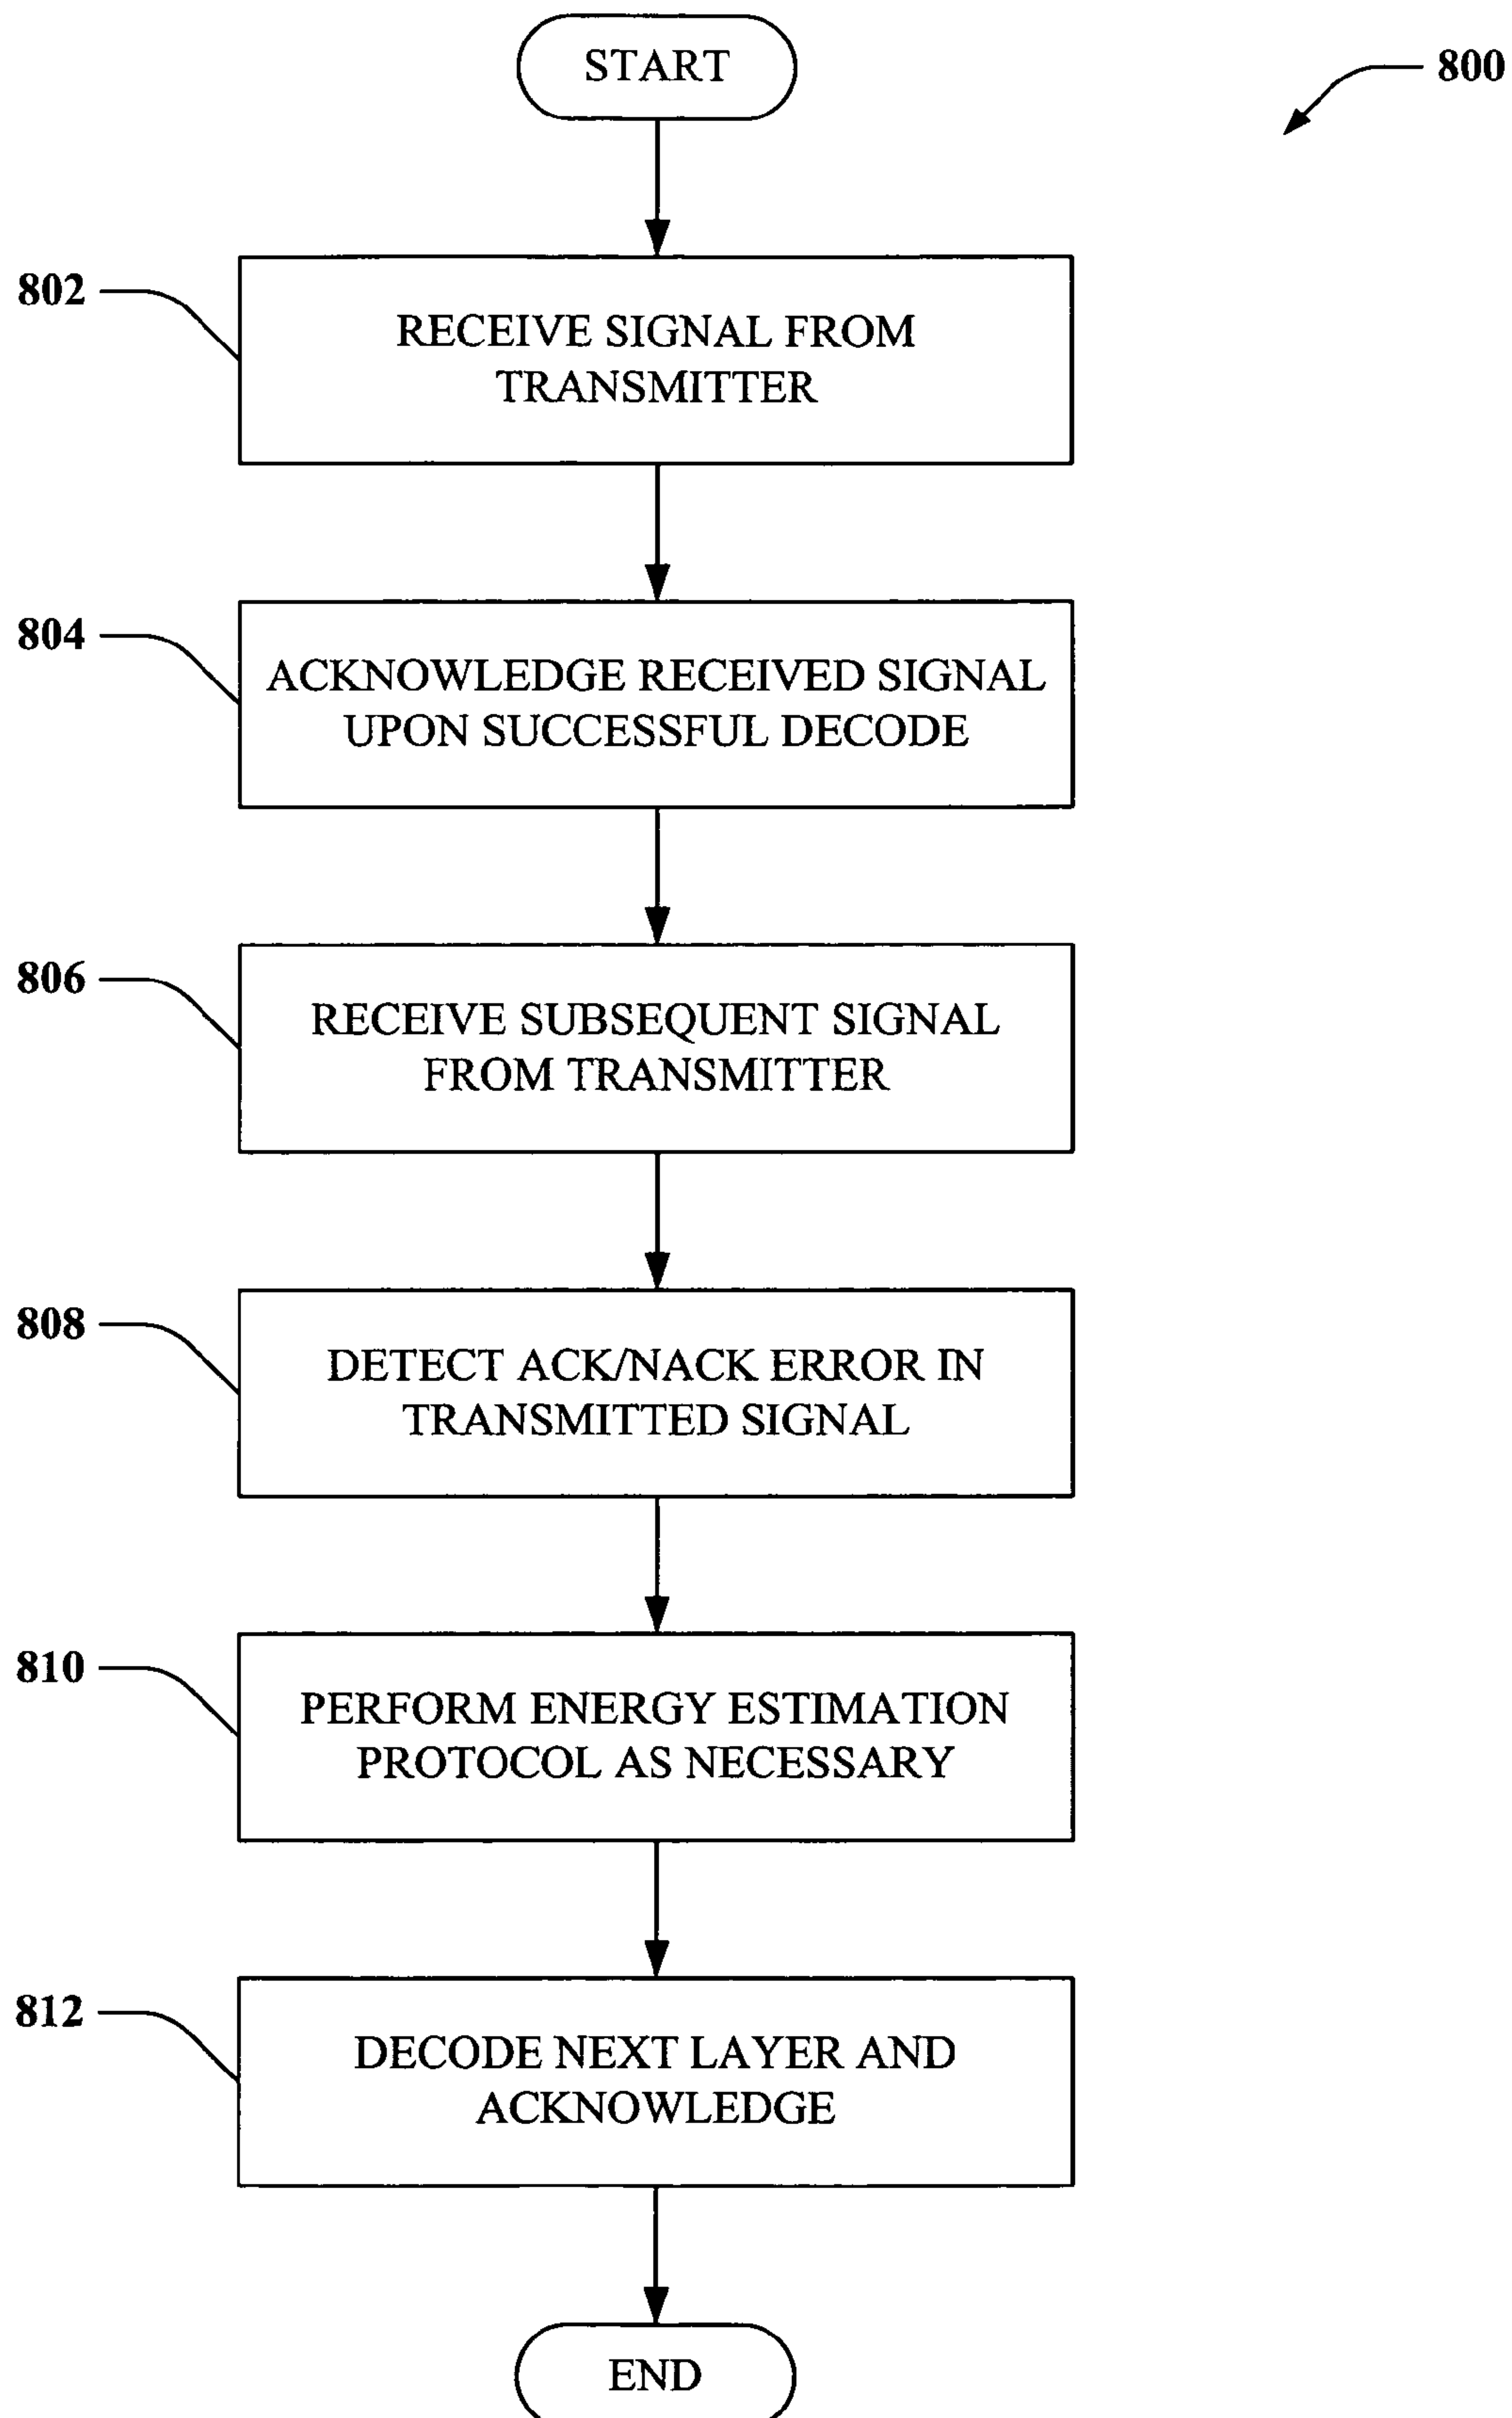 START
800
802
RECEIVE SIGNAL FROM
TRANSMITTER
804
ACKNOWLEDGE RECEIVED SIGNAL
UPON SUCCESSFUL DECODE
806
RECEIVE SUBSEQUENT SIGNAL
FROM TRANSMITTER
808
DETECT ACK/NACK ERROR IN
TRANSMITTED SIGNAL
810
PERFORM ENERGY ESTIMATION
PROTOCOL AS NECESSARY
812
DECODE NEXT LAYER AND
ACKNOWLEDGE
END